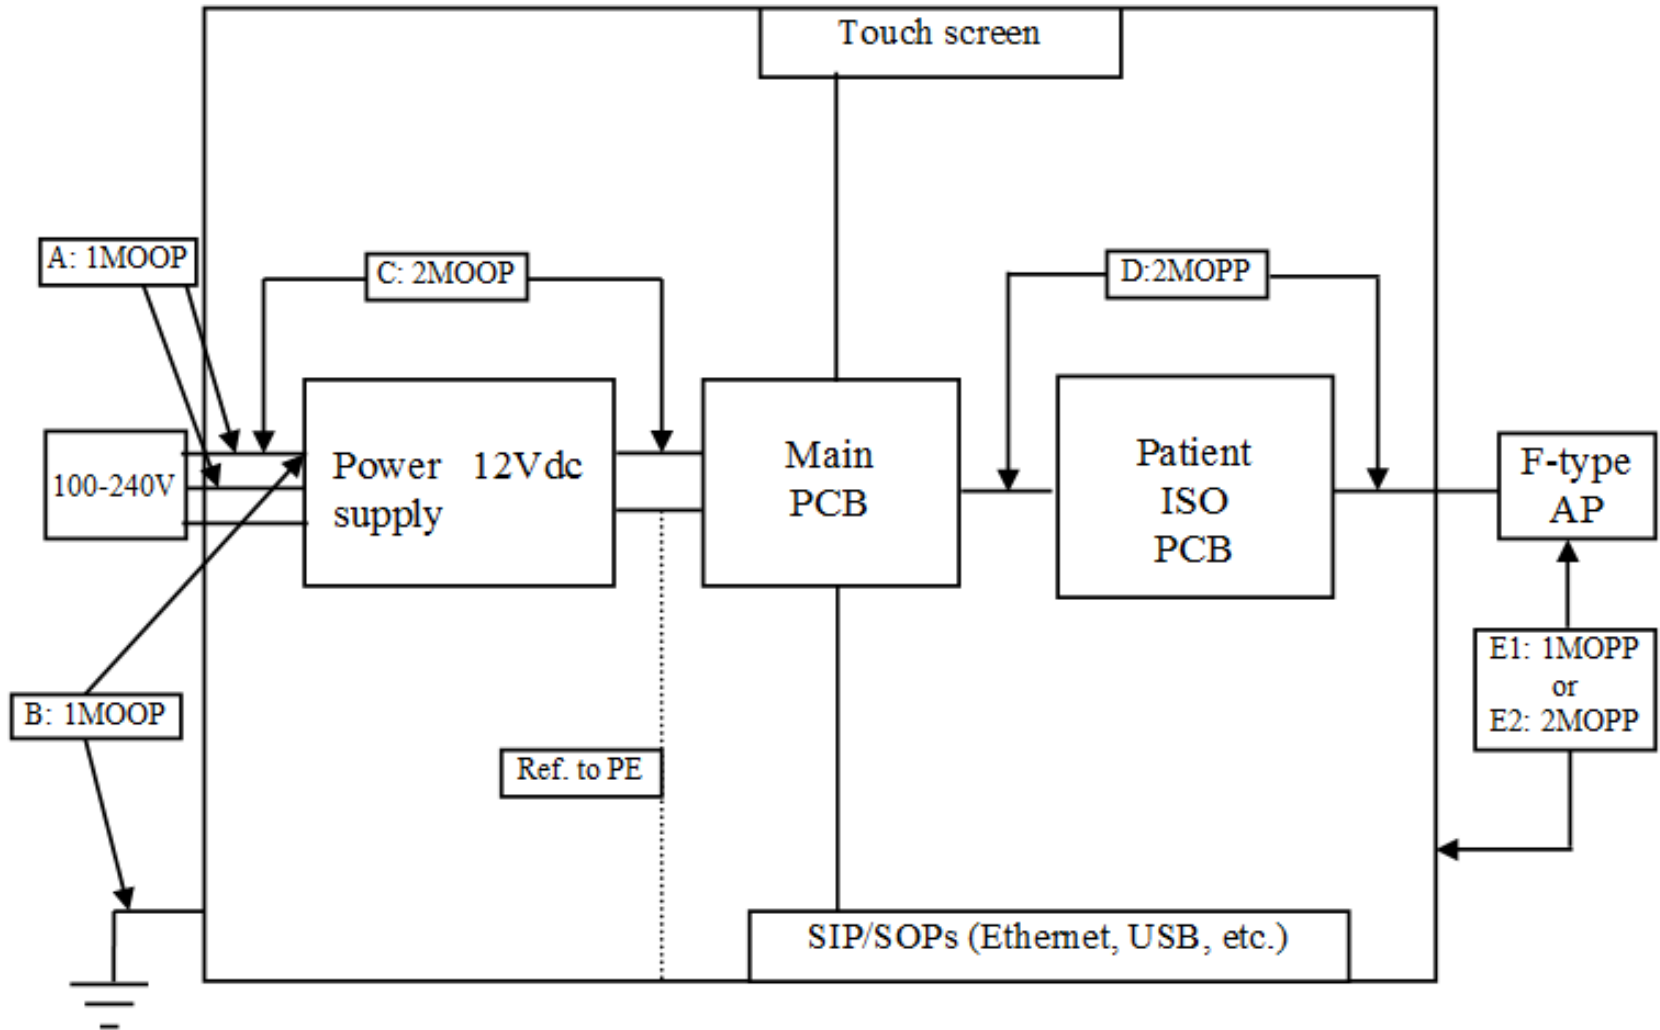 Touch screen
A: 1MOOP
C: 2MOOP
D:2MOPP
100-240V
Power 12Vdc
supply
Main
PCB
Patient
ISO
PCB
F-type
AP
E1: 1MOPP
or
E2: 2MOPP
B: 1MOOP
Ref. to PE
SIP/SOPs (Ethernet, USB, etc.)